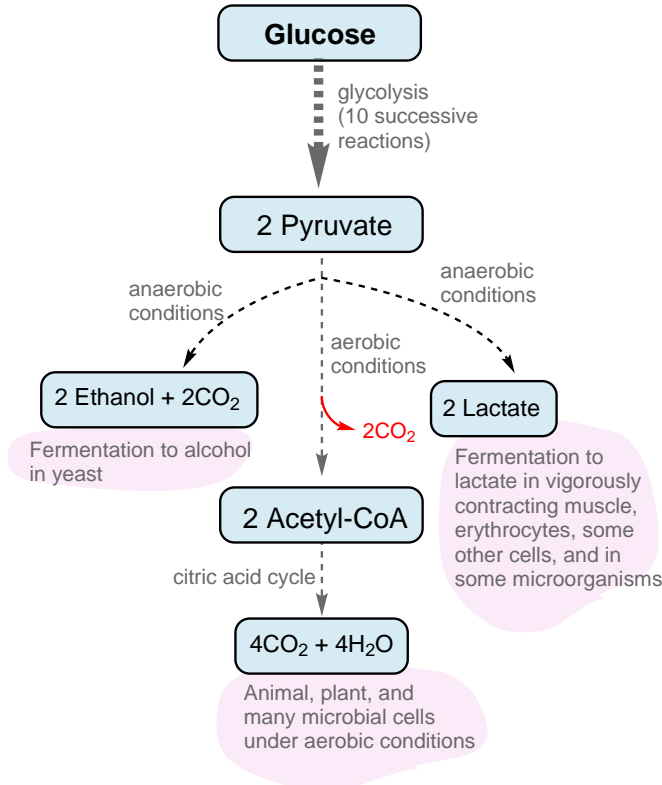 Glucose
glycolysis
(10 successive
reactions)
2 Pyruvate
anaerobic
conditions
anaerobic
conditions
aerobic
conditions
2 Ethanol + 2CO₂
2CO₂
2 Lactate
Fermentation to alcohol
in yeast
Fermentation to
lactate in vigorously
contracting muscle,
erythrocytes, some
other cells, and in
some microorganisms
2 Acetyl-CoA
citric acid cycle
4CO₂ + 4H₂O
Animal, plant, and
many microbial cells
under aerobic conditions